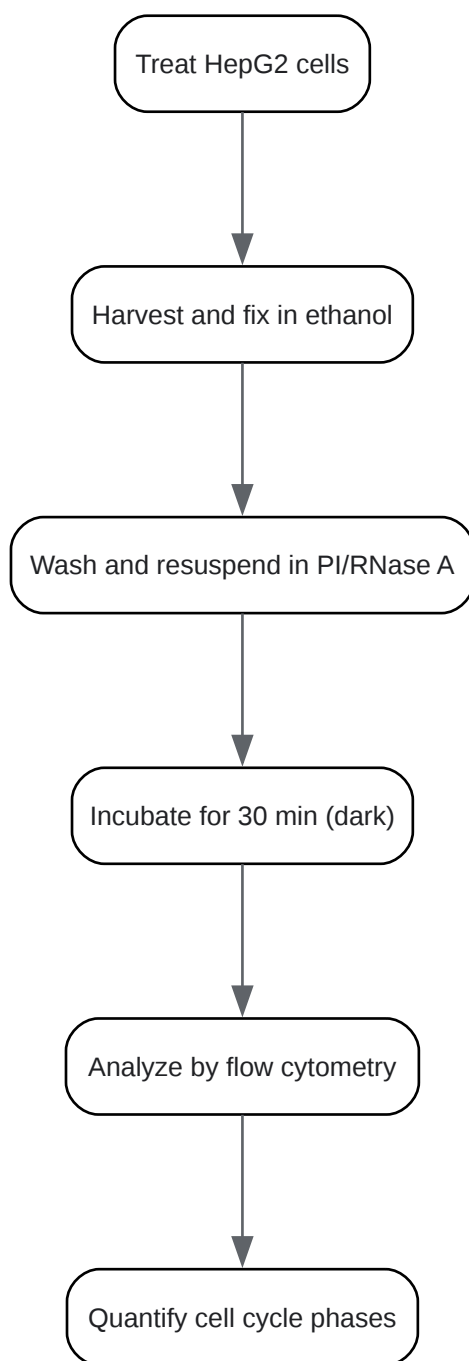 Treat HepG2 cells
Harvest and fix in ethanol
Wash and resuspend in PI/RNase A
Incubate for 30 min (dark)
Analyze by flow cytometry
Quantify cell cycle phases